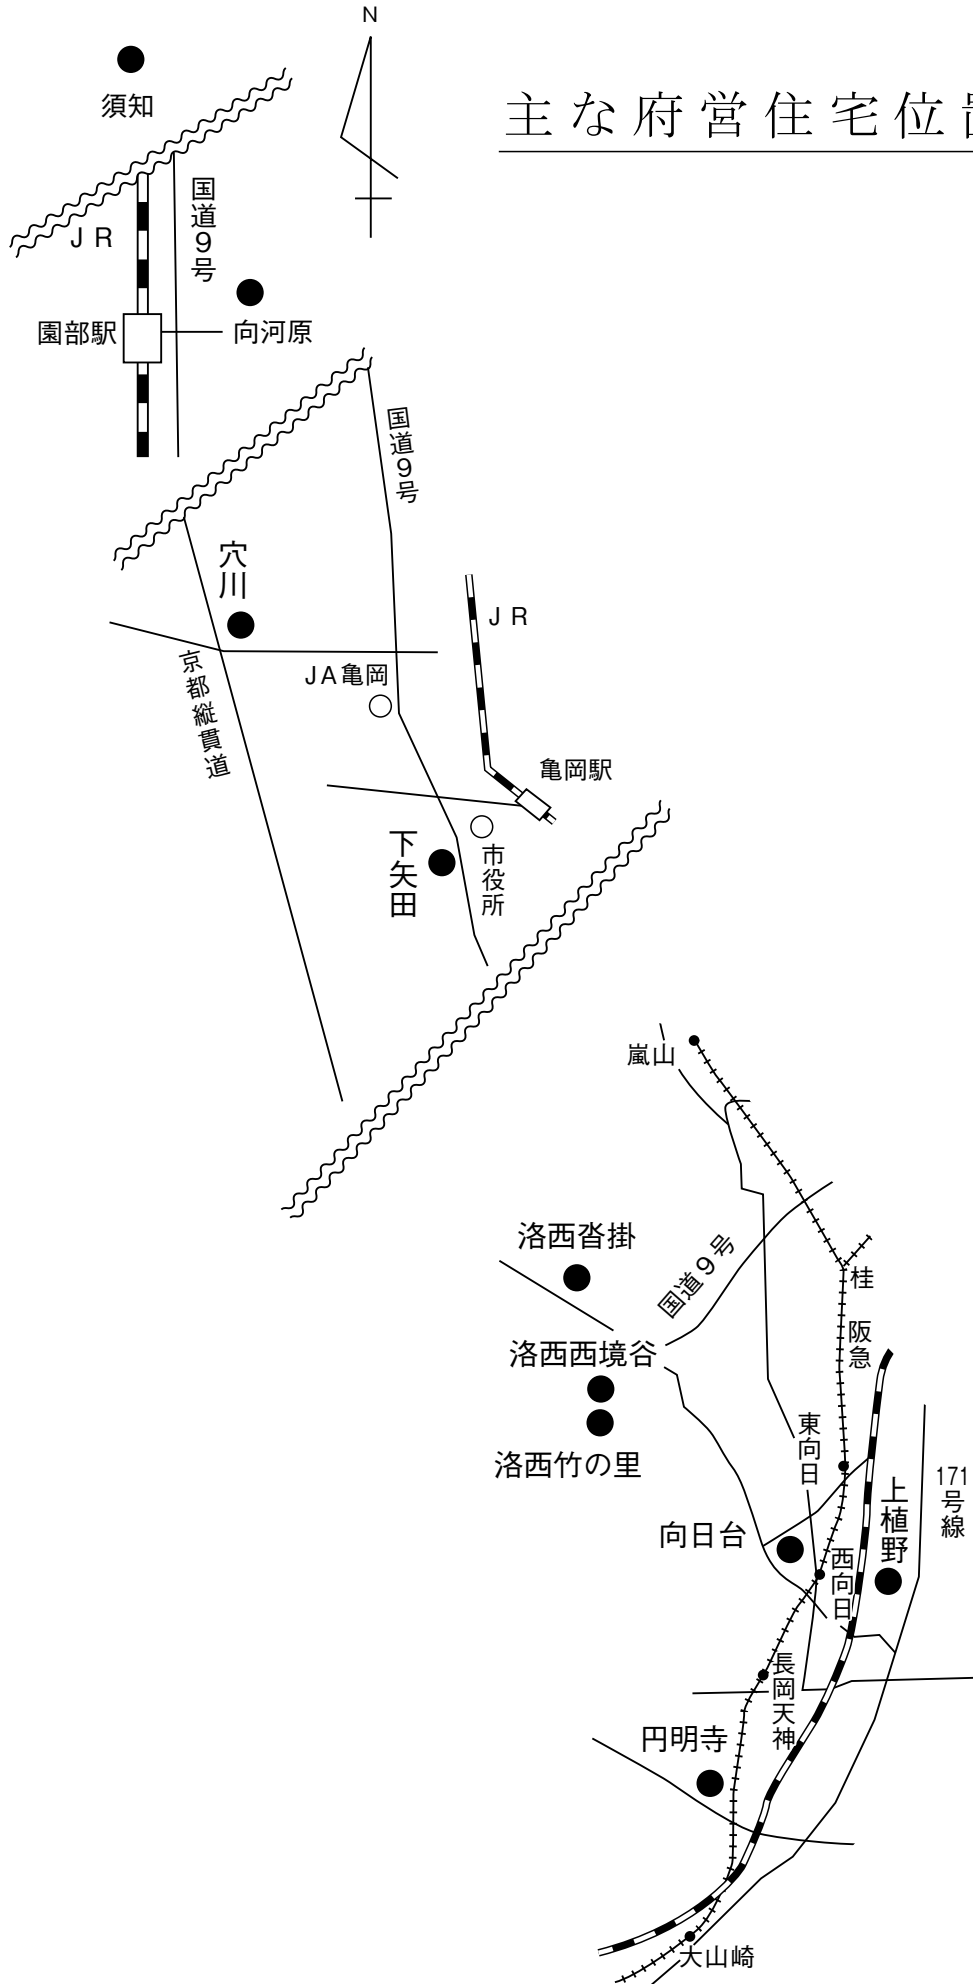 N
主な府営住宅位
須知
国道9号
JR
園部駅
向河原
国道9号
穴川
JR
京都縦貫道
JA亀岡
亀岡駅
下矢田
市役所
嵐山
洛西沓掛
国道9号
桂
阪急
洛西西境谷
東向日
洛西竹の里
171号線
上植野
向日台
西向日
長岡天神
円明寺
大山崎